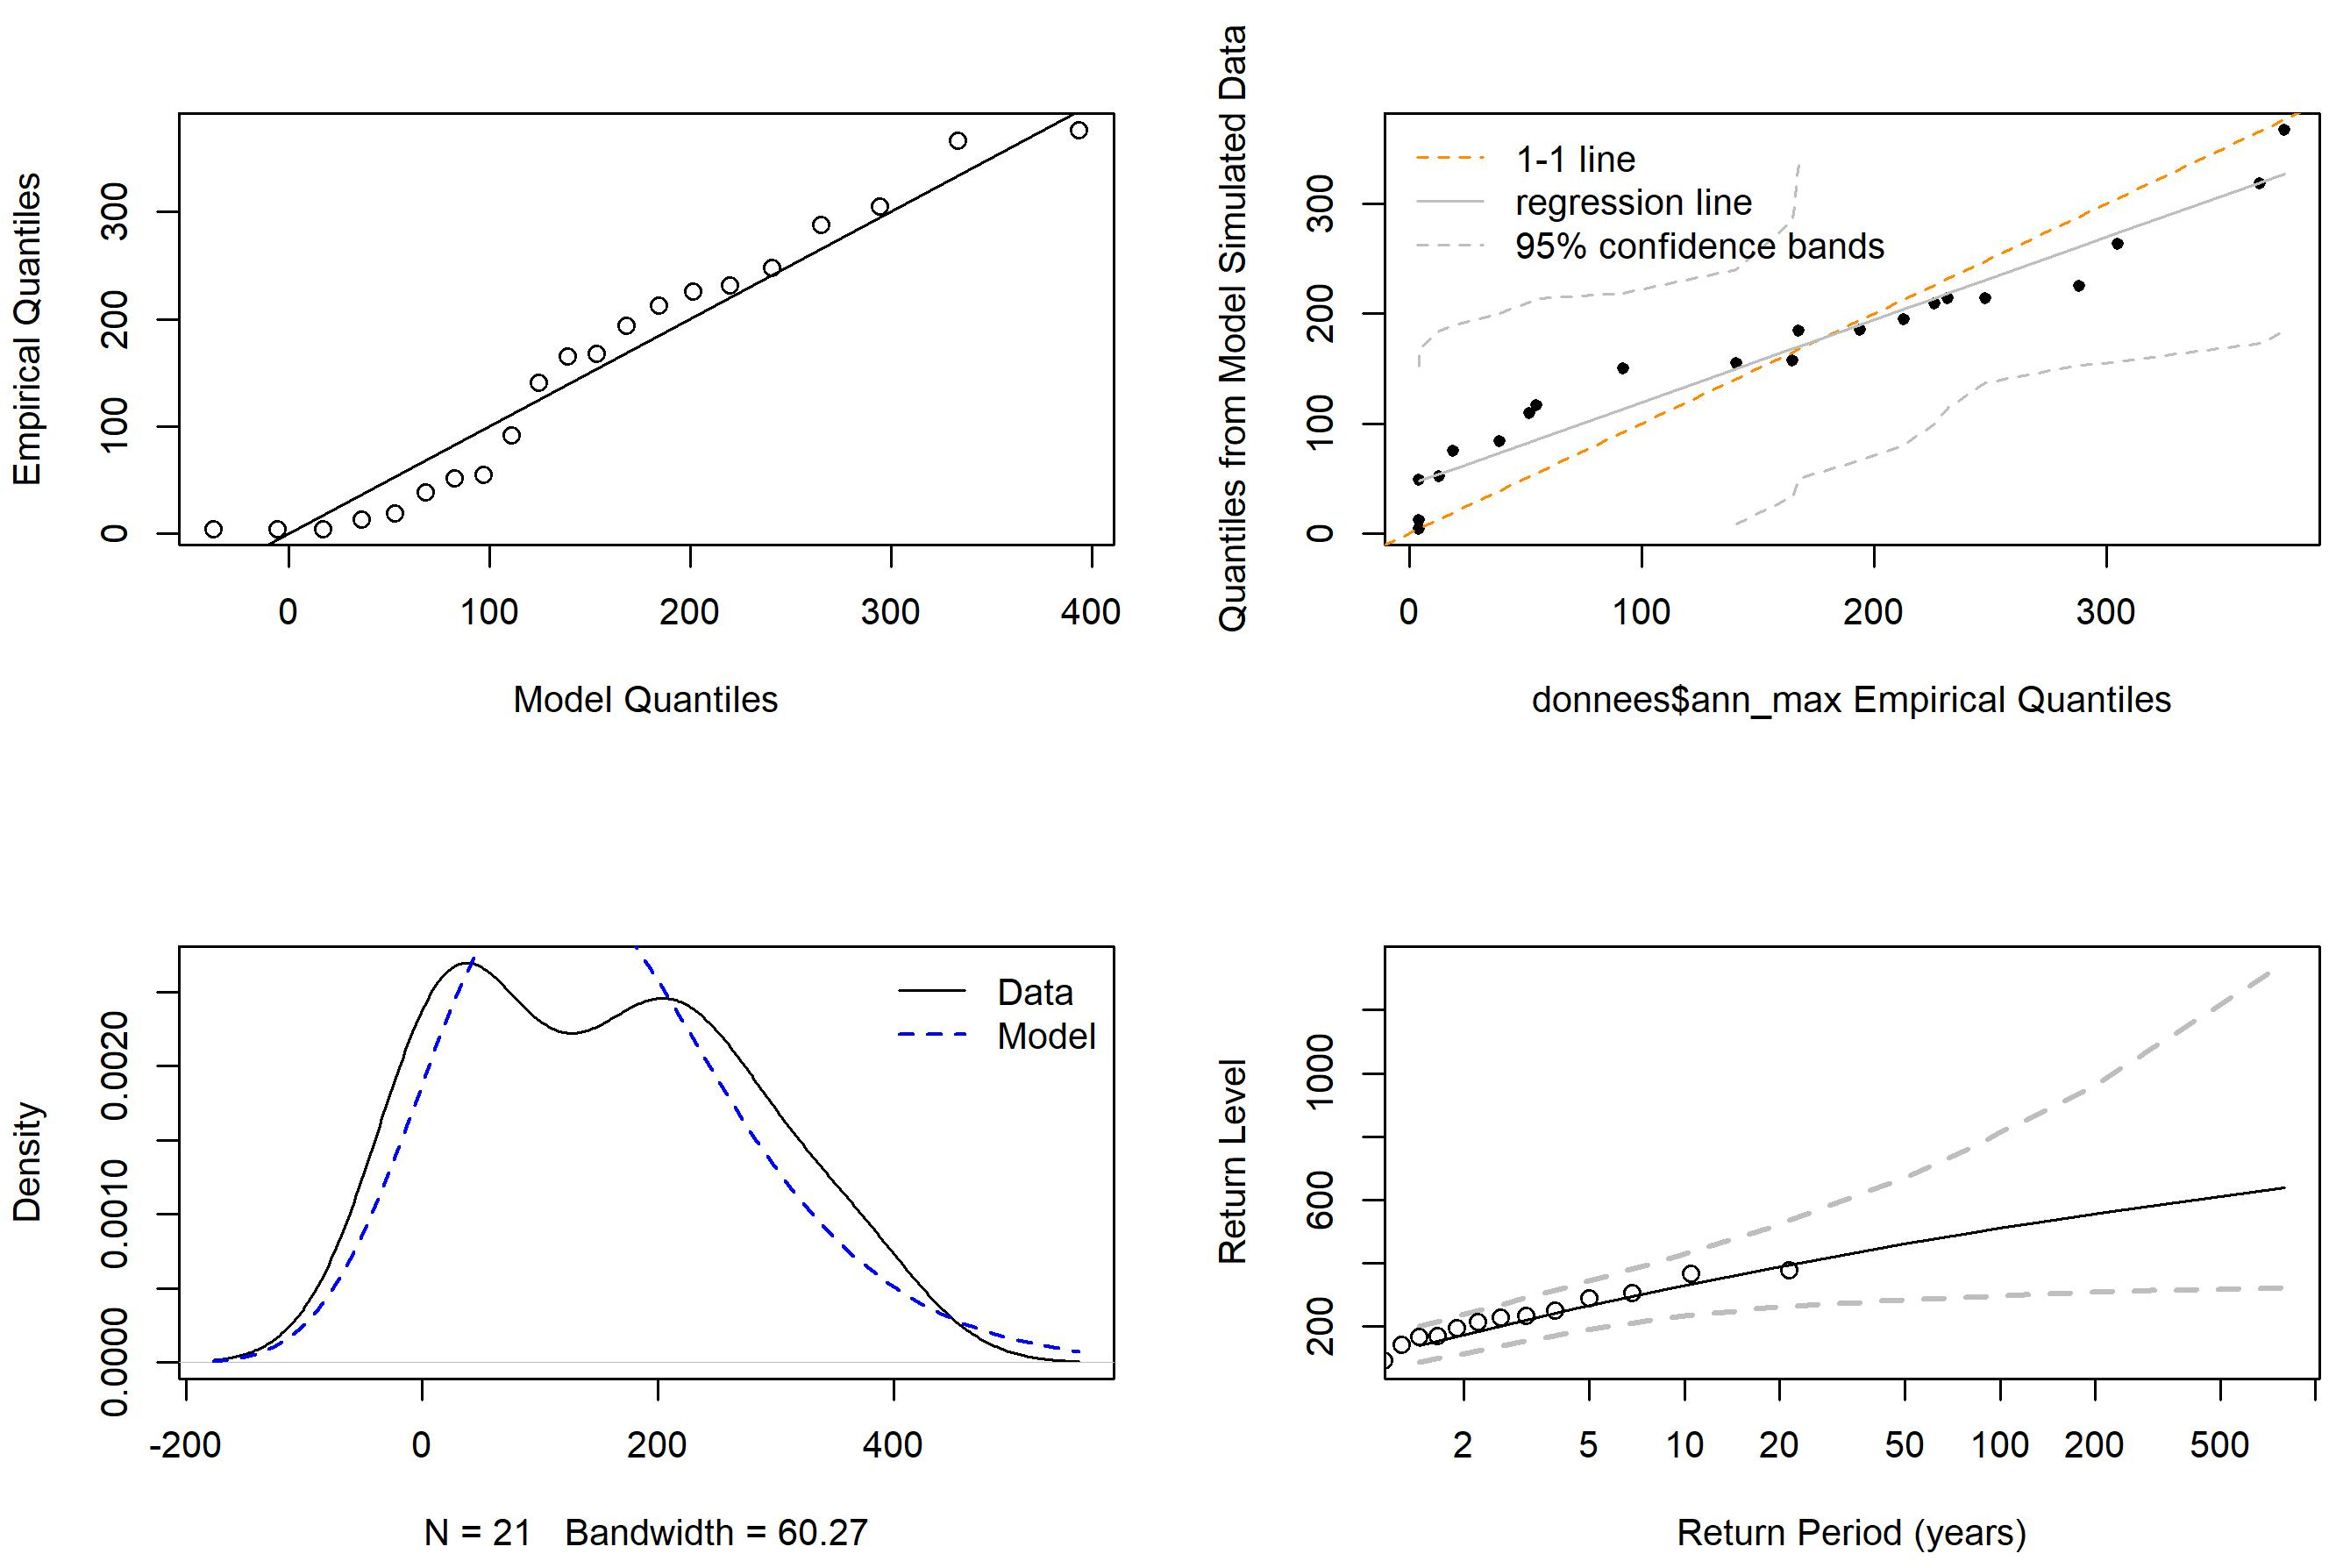 Empirical Quantiles
0
100
200
300
0
100
200
300
400
Model Quantiles
Quantiles from Model Simulated Data
1-1 line
regression line
95% confidence bands
0
100
200
300
0
100
200
300
donnees$ann_max Empirical Quantiles
Density
0.0000
0.0010
0.0020
Data
Model
-200
0
200
400
N = 21   Bandwidth = 60.27
Return Level
200
600
1000
2
5
10
20
50
100
200
500
Return Period (years)